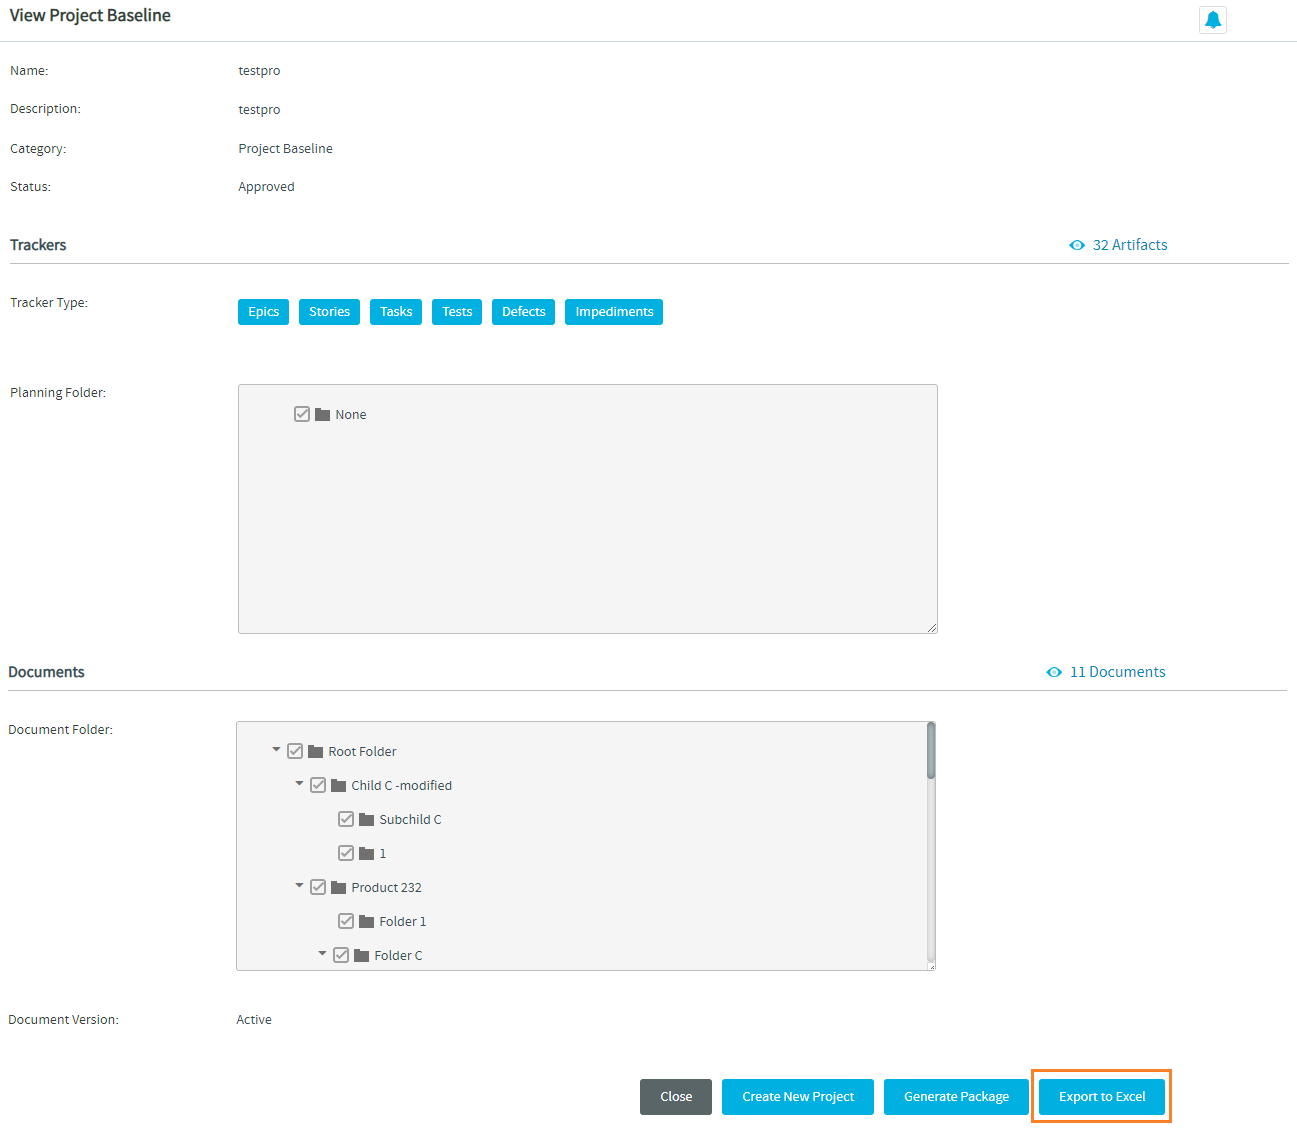 View Project Baseline
Name: testpro
Description: testpro
Category: Project Baseline
Status: Approved
Trackers 32 Artifacts
Tracker Type: Epics Stories Tasks Tests Defects Impediments
Planning Folder:
None
Documents 11 Documents
Document Folder:
Root Folder
Child C -modified
Subchild C
1
Product 232
Folder 1
Folder C
Document Version: Active
Close Create New Project Generate Package Export to Excel